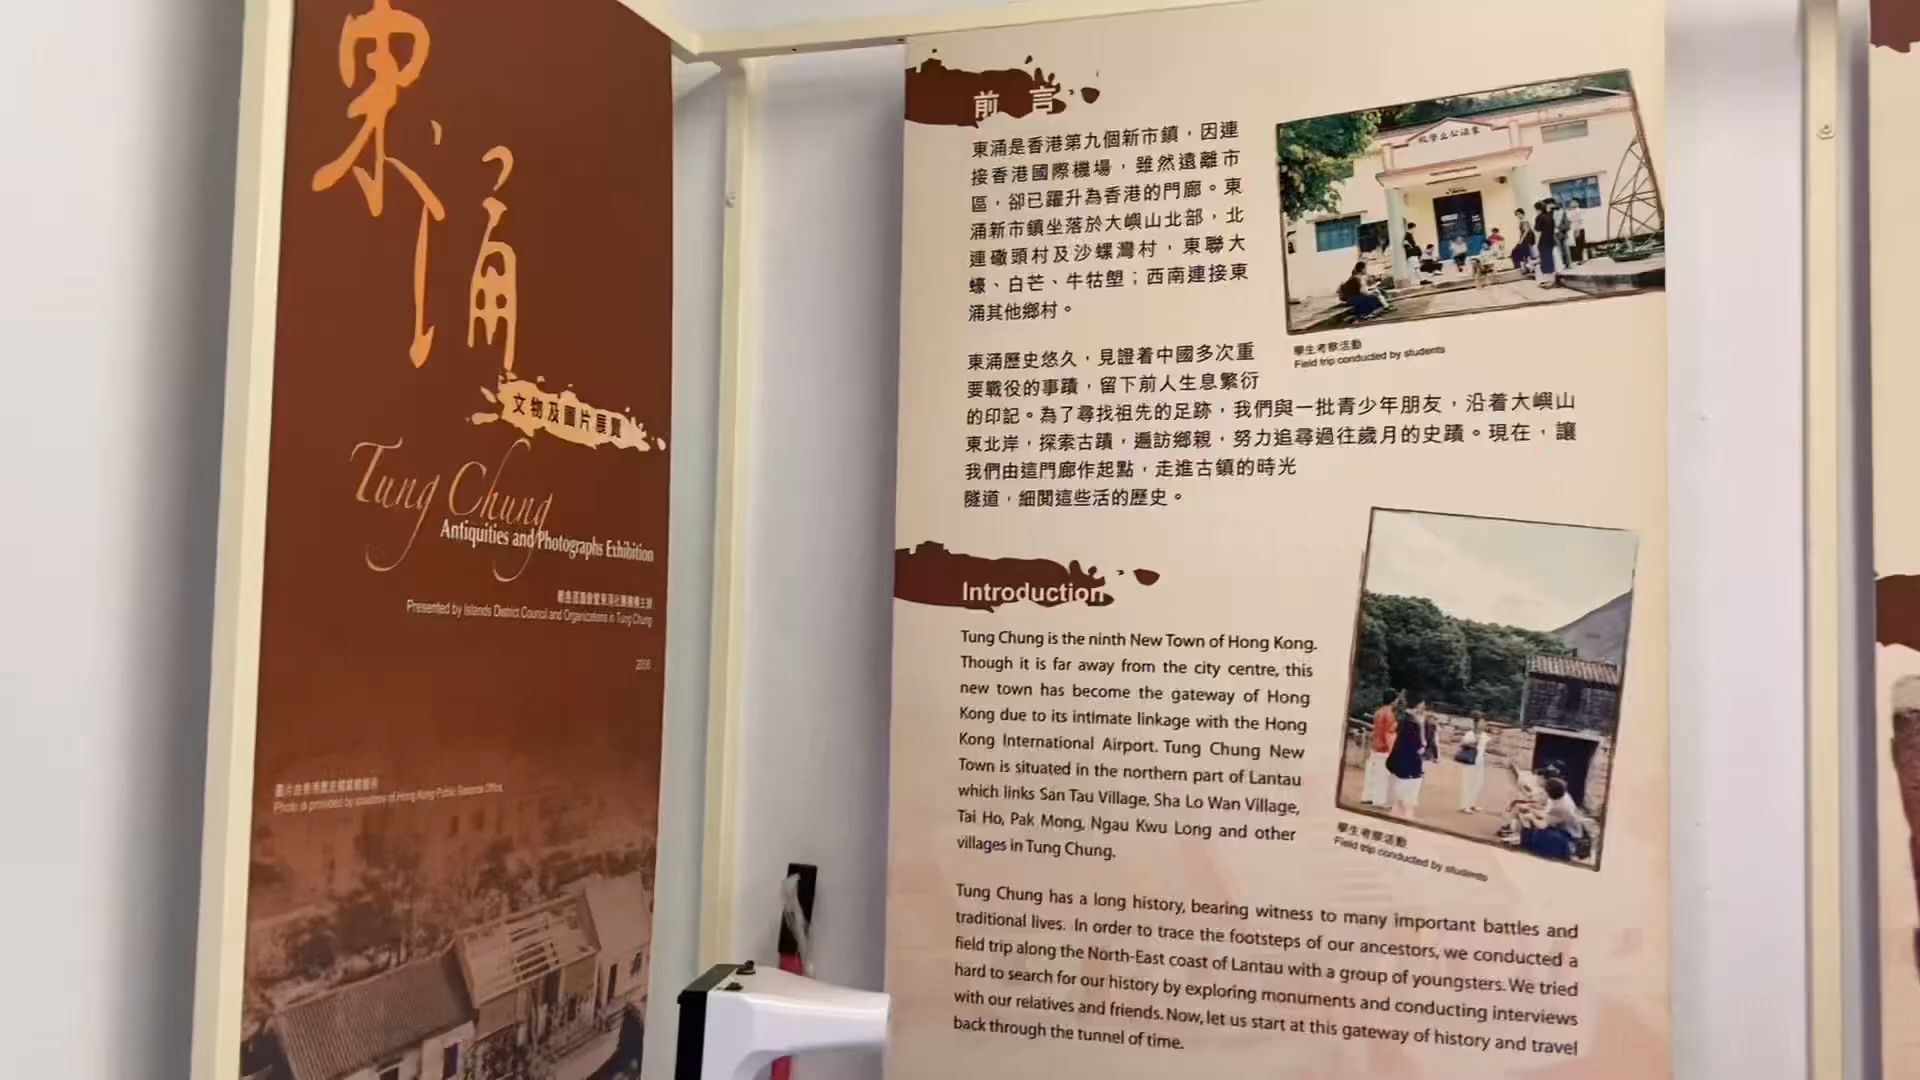 東涌
文物及圖片展覽
Tung Chung
Antiquities and Photographs Exhibition
Presented by Islands District Council and Organizations in Tung Chung
Photo is provided by courtesy of Hong Kong Public Records Office
前言
東涌是香港第九個新市鎮，因連
接香港國際機場，雖然遠離市
區，卻已躍升為香港的門廊。東
涌新市鎮坐落於大嶼山北部，北
連䃟頭村及沙螺灣村，東聯大
蠔、白芒、牛牯塱；西南連接東
涌其他鄉村。
東涌歷史悠久，見證着中國多次重
要戰役的事蹟，留下前人生息繁衍
的印記。為了尋找祖先的足跡，我們與一批青少年朋友，沿着大嶼山
東北岸，探索古蹟，遍訪鄉親，努力追尋過往歲月的史蹟。現在，讓
我們由這門廊作起點，走進古鎮的時光
隧道，細閱這些活的歷史。
學生考察活動
Field trip conducted by students
Introduction
Tung Chung is the ninth New Town of Hong Kong.
Though it is far away from the city centre, this
new town has become the gateway of Hong
Kong due to its intimate linkage with the Hong
Kong International Airport. Tung Chung New
Town is situated in the northern part of Lantau
which links San Tau Village, Sha Lo Wan Village,
Tai Ho, Pak Mong, Ngau Kwu Long and other
villages in Tung Chung.
學生考察活動
Field trip conducted by students
Tung Chung has a long history, bearing witness to many important battles and
traditional lives. In order to trace the footsteps of our ancestors, we conducted a
field trip along the North-East coast of Lantau with a group of youngsters. We tried
hard to search for our history by exploring monuments and conducting interviews
with our relatives and friends. Now, let us start at this gateway of history and travel
back through the tunnel of time.